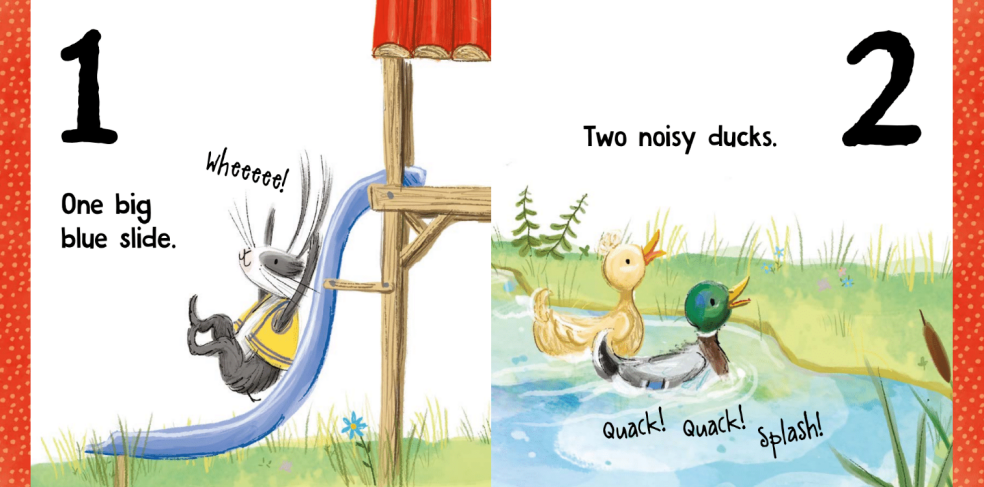 1
Wheeeee!
One big
blue slide.
2
Two noisy ducks.
Quack! Quack! Splash!